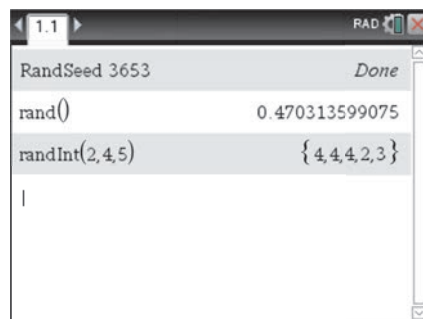 1.1 RAD
RandSeed 3653 Done
rand() 0.470313599075
randInt(2,4,5) {4,4,4,2,3}